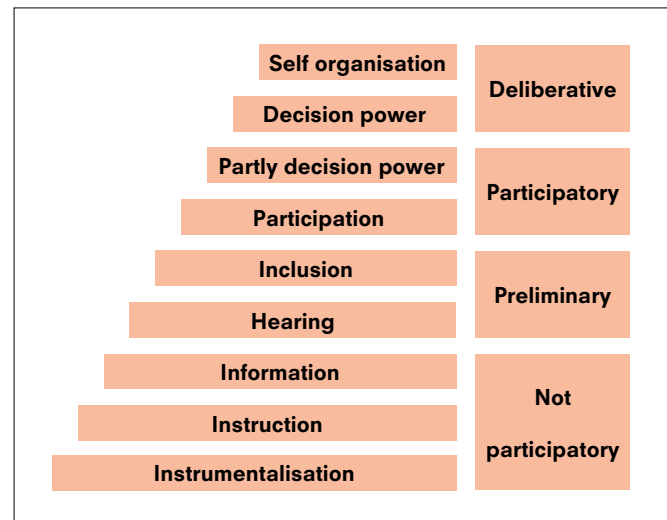 Self organisation
Deliberative
Decision power
Partly decision power
Participatory
Participation
Inclusion
Preliminary
Hearing
Information
Not
participatory
Instruction
Instrumentalisation